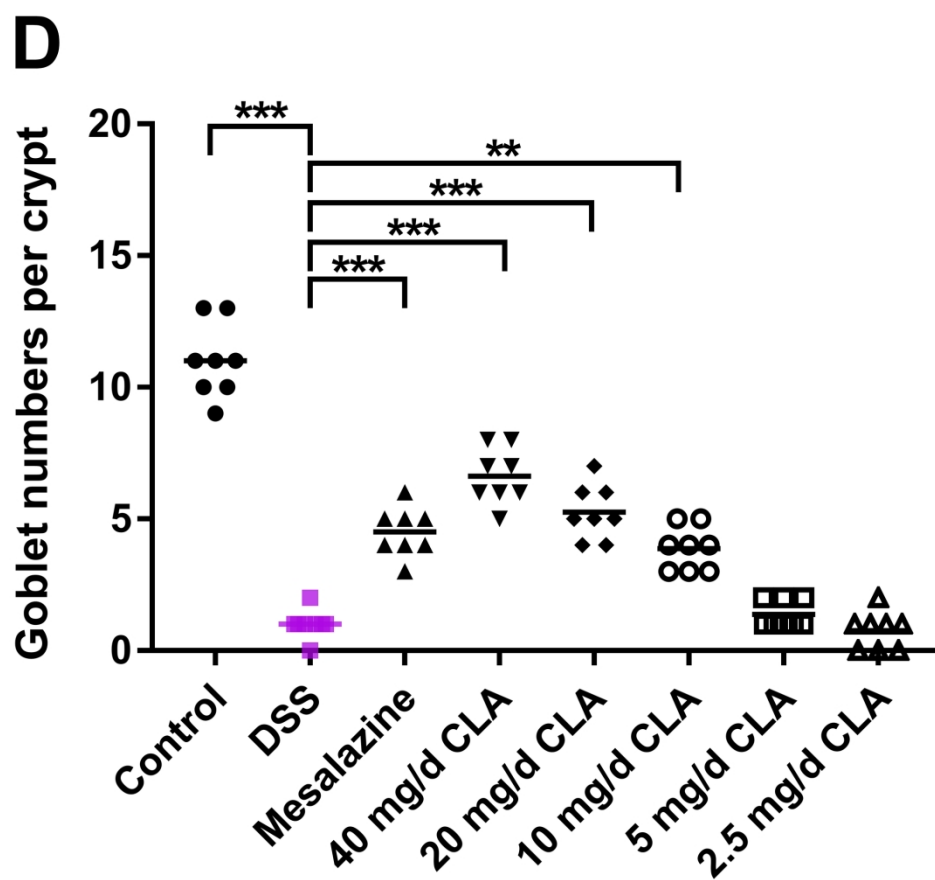 D
Goblet numbers per crypt
20
15
10
5
0
***
**
***
***
***
Control
DSS
Mesalazine
40 mg/d CLA
20 mg/d CLA
10 mg/d CLA
5 mg/d CLA
2.5 mg/d CLA